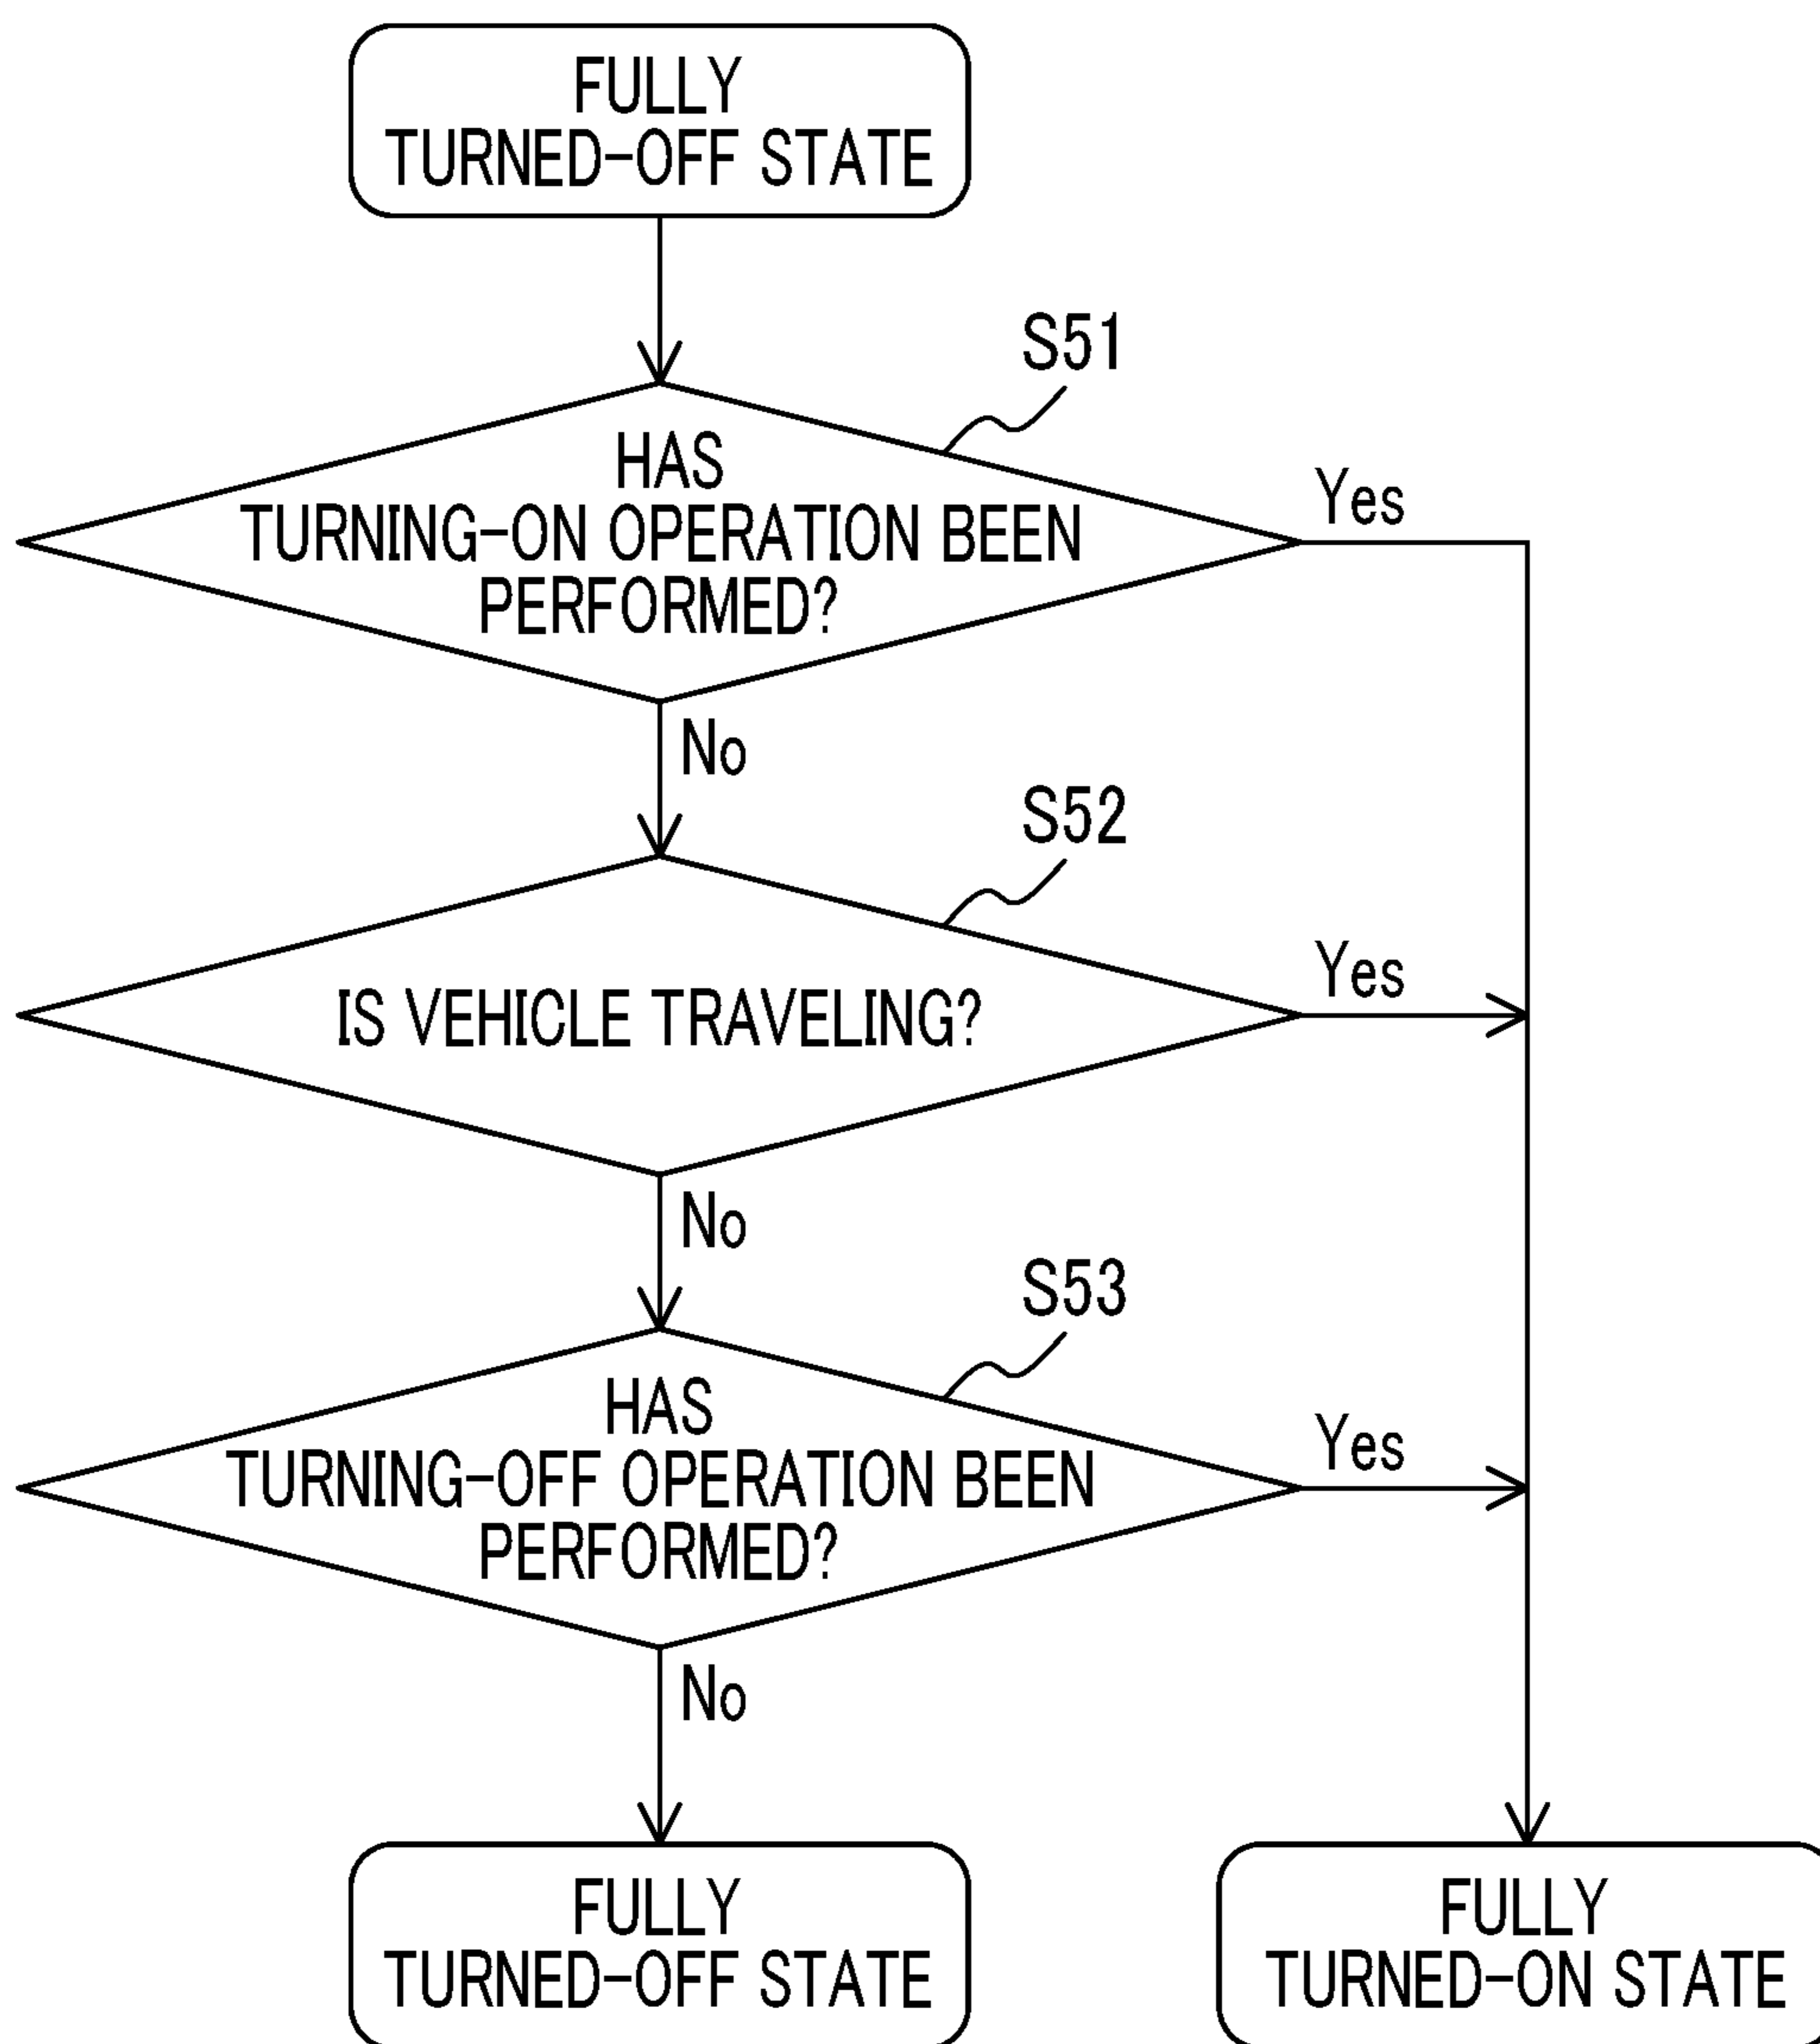 FULLY
TURNED-OFF STATE
S51
HAS
TURNING-ON OPERATION BEEN
PERFORMED?
Yes
No
S52
IS VEHICLE TRAVELING?
Yes
No
S53
HAS
TURNING-OFF OPERATION BEEN
PERFORMED?
Yes
No
FULLY
TURNED-OFF STATE
FULLY
TURNED-ON STATE